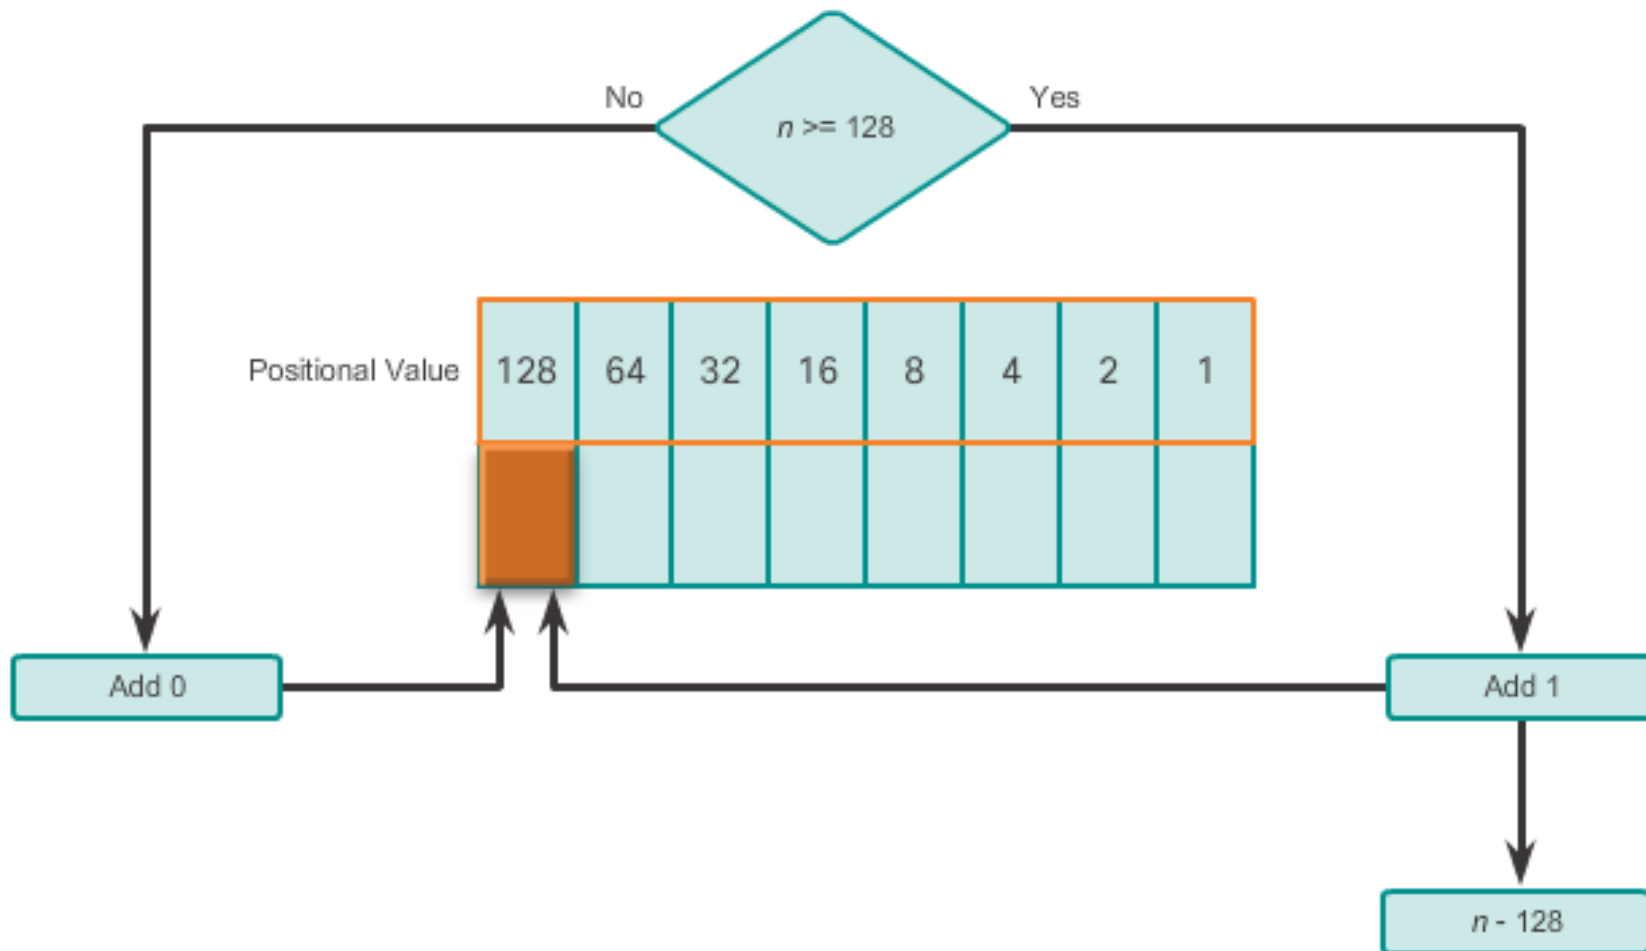 No
Yes
n >= 128
Positional Value
128 64 32 16 8 4 2 1
Add 0
Add 1
n - 128